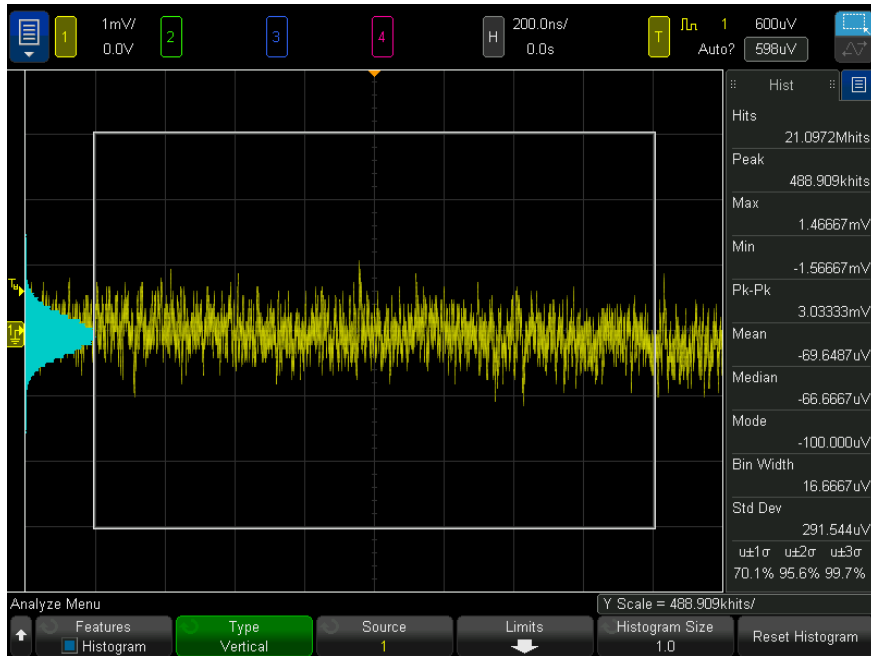 1 1mV/ 2 3 4 H 200.0ns/ T 1 600uV
0.0V 0.0s Auto? 598uV
Hist
Hits
21.0972Mhits
Peak
488.909khits
Max
1.46667mV
Min
-1.56667mV
Pk-Pk
3.03333mV
Mean
-69.6487uV
Median
-66.6667uV
Mode
-100.000uV
Bin Width
16.6667uV
Std Dev
291.544uV
u±1σ u±2σ u±3σ
70.1% 95.6% 99.7%
T
1
Analyze Menu
Y Scale = 488.909khits/
Features Type Source Limits Histogram Size Reset Histogram
Histogram Vertical 1 1.0